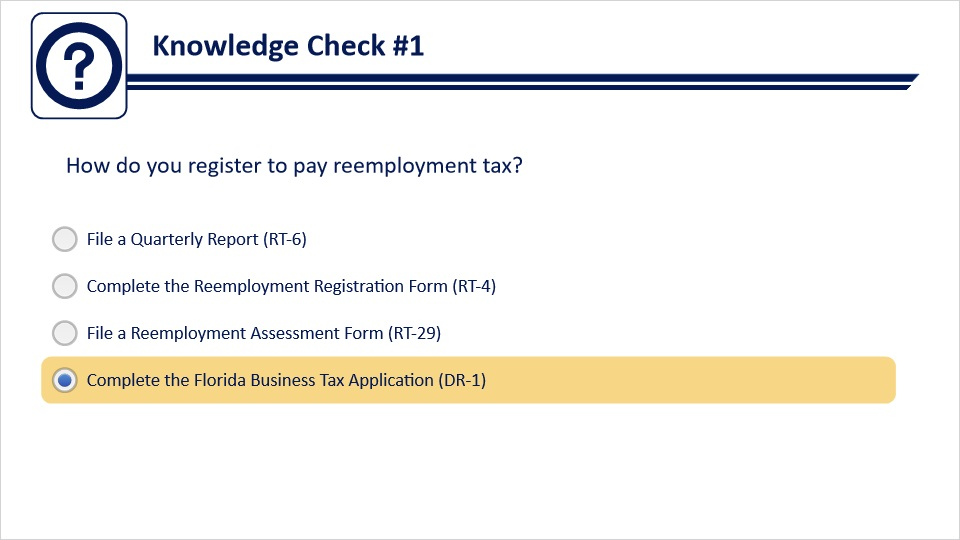 ?
Knowledge Check #1
How do you register to pay reemployment tax?
File a Quarterly Report (RT-6)
Complete the Reemployment Registration Form (RT-4)
File a Reemployment Assessment Form (RT-29)
Complete the Florida Business Tax Application (DR-1)